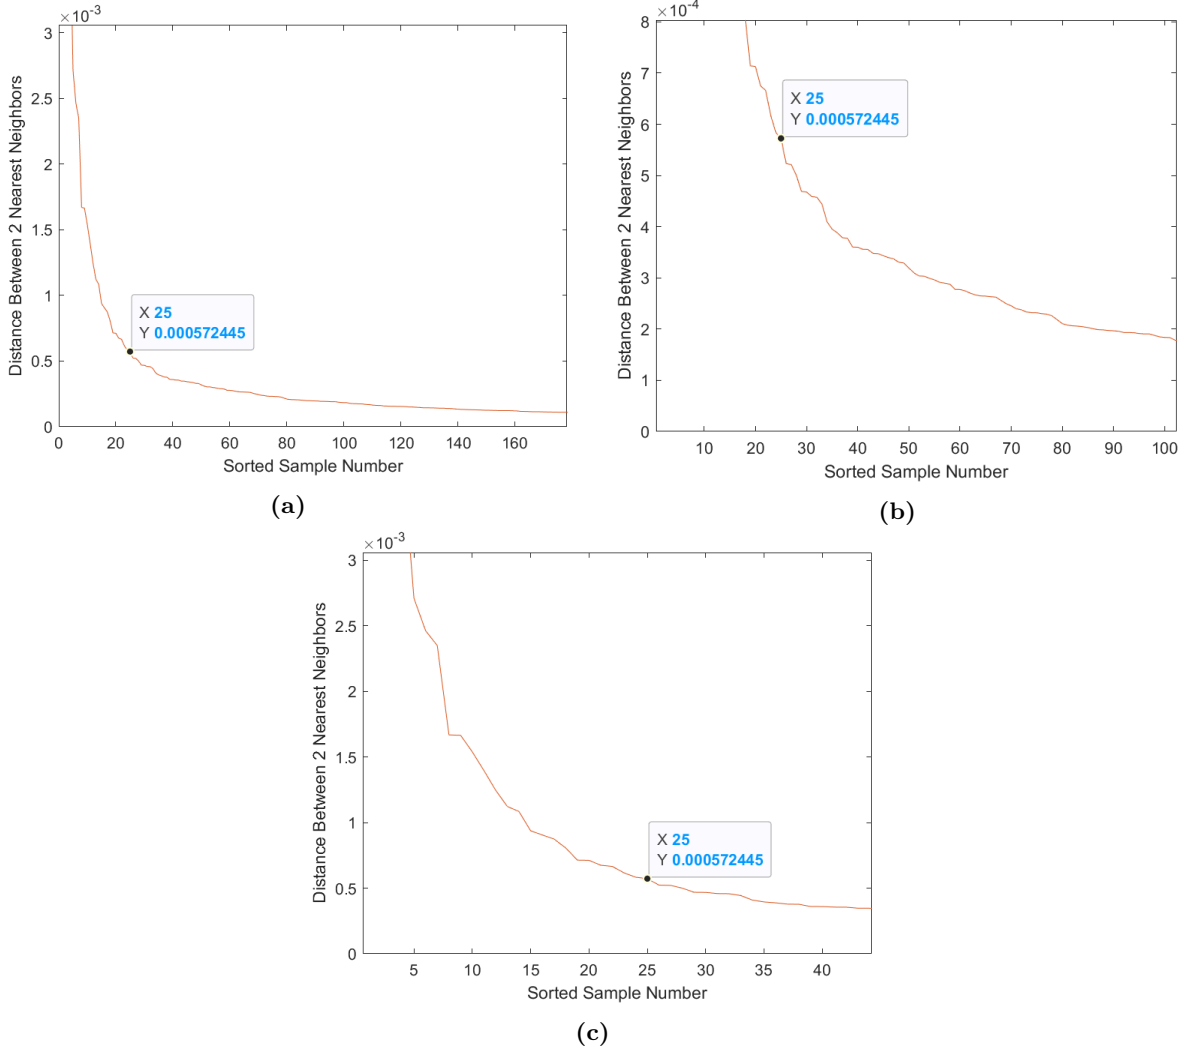 ×10-3
3
2.5
2
1.5
1
0.5
0
Distance Between 2 Nearest Neighbors
X 25
Y 0.000572445
0 20 40 60 80 100 120 140 160
Sorted Sample Number
(a)
×10-4
8
7
6
5
4
3
2
1
0
Distance Between 2 Nearest Neighbors
X 25
Y 0.000572445
10 20 30 40 50 60 70 80 90 100
Sorted Sample Number
(b)
×10-3
3
2.5
2
1.5
1
0.5
0
Distance Between 2 Nearest Neighbors
X 25
Y 0.000572445
5 10 15 20 25 30 35 40
Sorted Sample Number
(c)